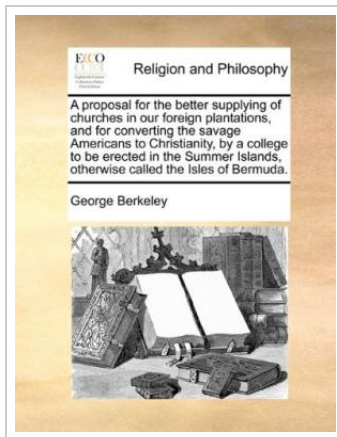 ECCO
Religion and Philosophy
A proposal for the better supplying of
churches in our foreign plantations,
and for converting the savage
Americans to Christianity, by a college
to be erected in the Summer Islands,
otherwise called the Isles of Bermuda.
George Berkeley